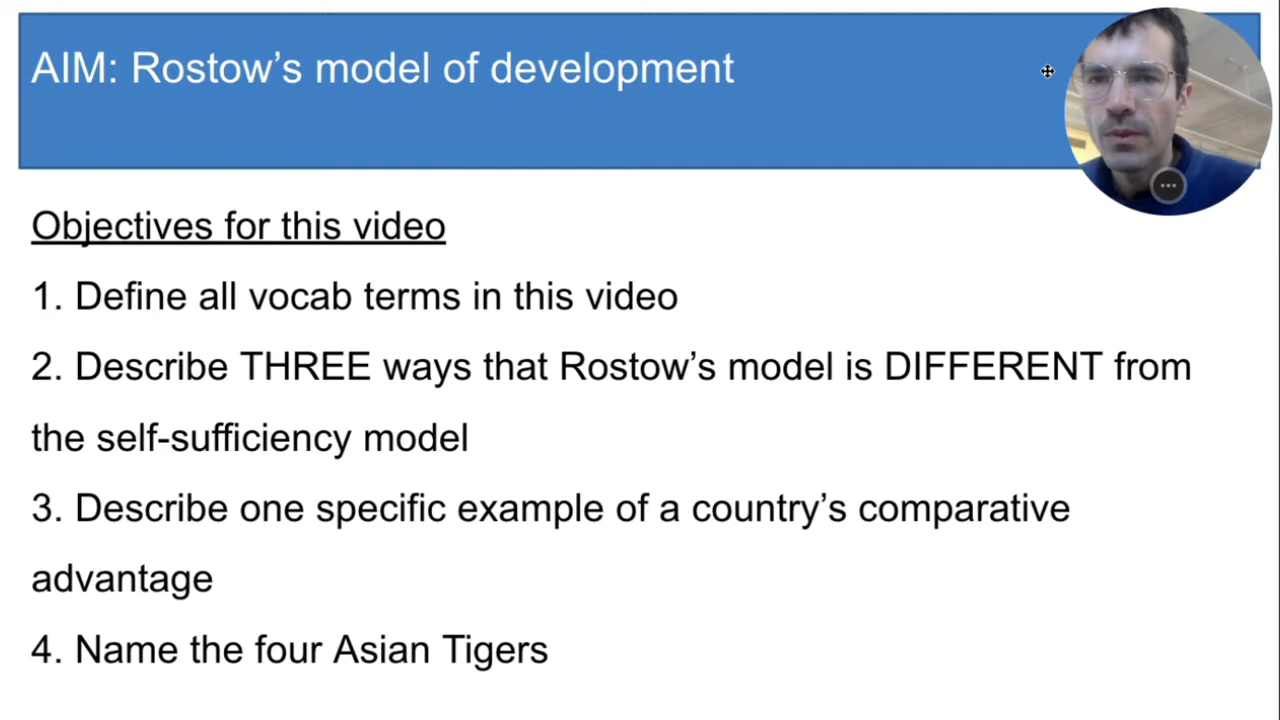 AIM: Rostow’s model of development
Objectives for this video
1. Define all vocab terms in this video
2. Describe THREE ways that Rostow’s model is DIFFERENT from
the self-sufficiency model
3. Describe one specific example of a country’s comparative
advantage
4. Name the four Asian Tigers